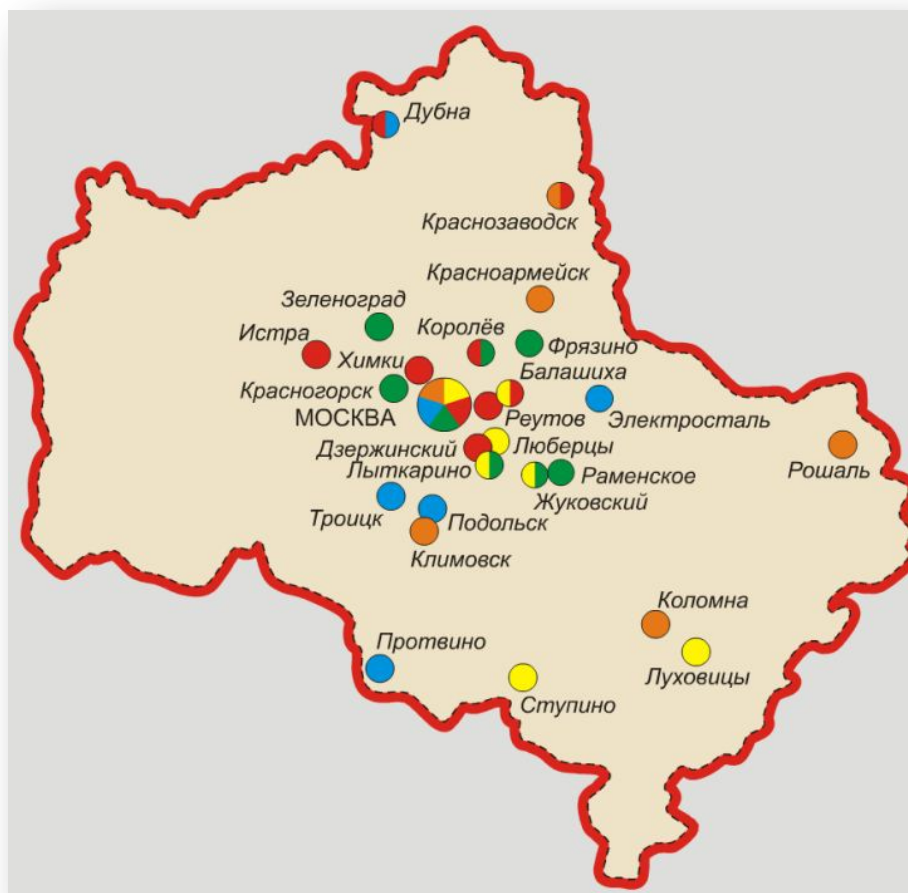 Дубна
Краснозаводск
Красноармейск
Зеленоград
Королёв
Истра
Фрязино
Химки
Балашиха
Красногорск
МОСКВА
Реутов
Электросталь
Дзержинский
Люберцы
Лыткарино
Раменское
Рошаль
Жуковский
Троицк
Подольск
Климовск
Коломна
Протвино
Луховицы
Ступино